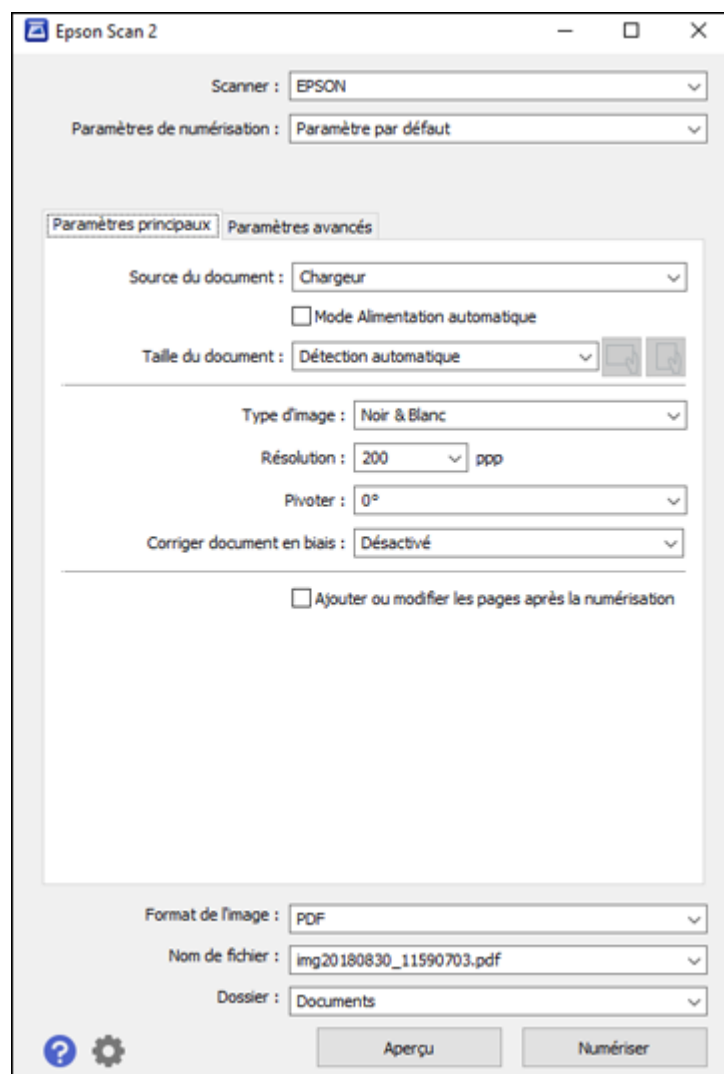 Epson Scan 2
Scanner : EPSON
Paramètres de numérisation : Paramètre par défaut
Paramètres principaux Paramètres avancés
Source du document : Chargeur
Mode Alimentation automatique
Taille du document : Détection automatique
Type d'image : Noir & Blanc
Résolution : 200 ppp
Pivoter : 0°
Corriger document en biais : Désactivé
Ajouter ou modifier les pages après la numérisation
Format de l'image : PDF
Nom de fichier : img20180830_11590703.pdf
Dossier : Documents
? Aperçu Numériser